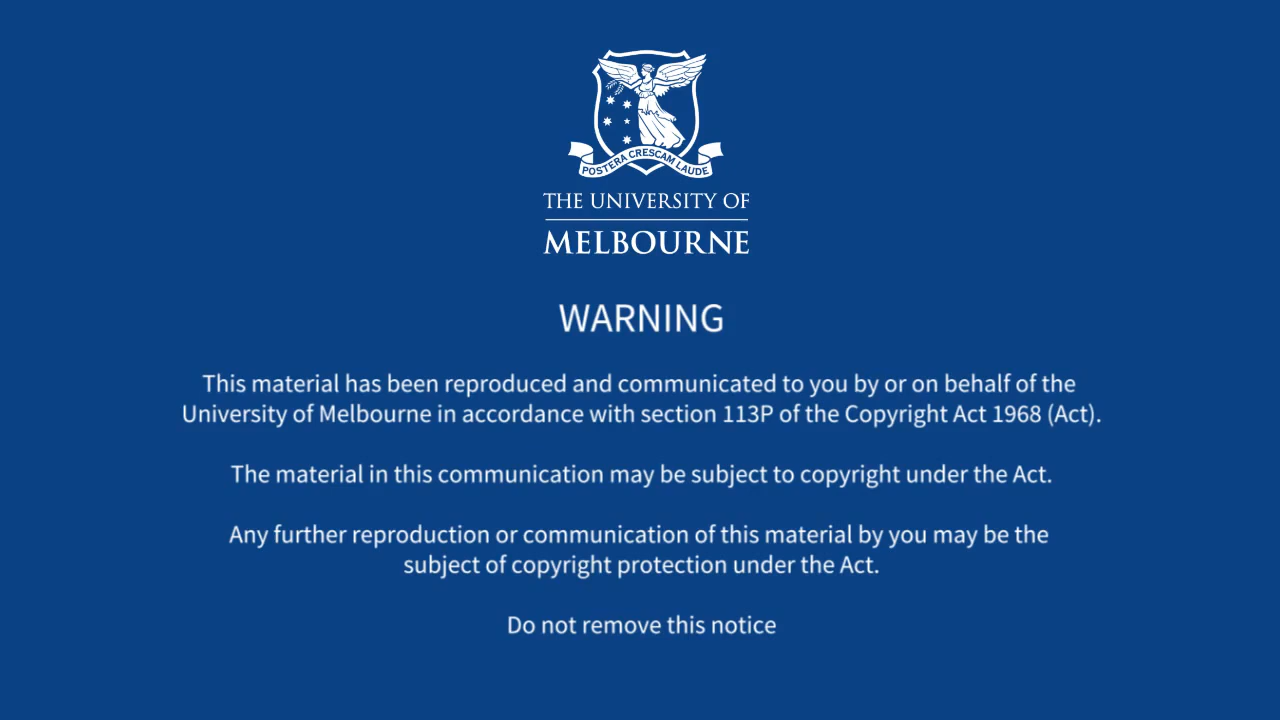 POSTERA CRESCAM LAUDE
THE UNIVERSITY OF
MELBOURNE
WARNING
This material has been reproduced and communicated to you by or on behalf of the
University of Melbourne in accordance with section 113P of the Copyright Act 1968 (Act).
The material in this communication may be subject to copyright under the Act.
Any further reproduction or communication of this material by you may be the
subject of copyright protection under the Act.
Do not remove this notice